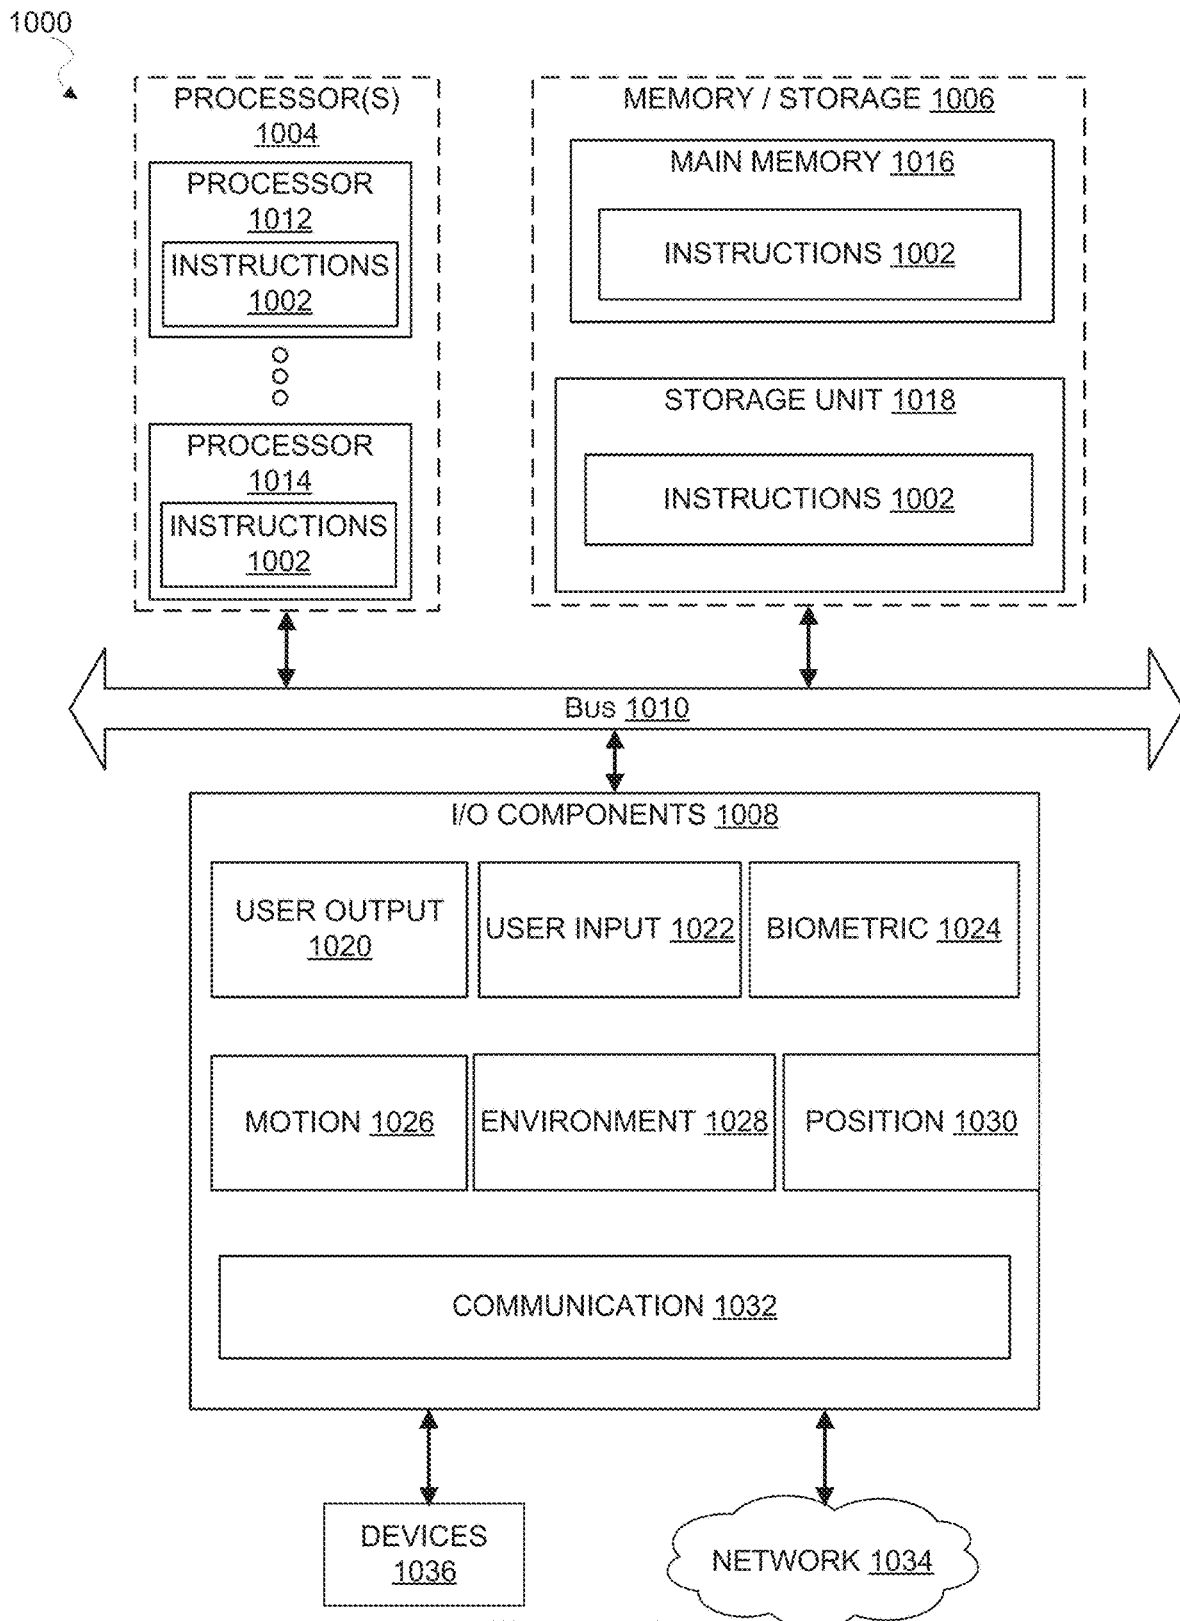 1000
PROCESSOR(S)
1004
PROCESSOR
1012
INSTRUCTIONS
1002
PROCESSOR
1014
INSTRUCTIONS
1002
MEMORY / STORAGE 1006
MAIN MEMORY 1016
INSTRUCTIONS 1002
STORAGE UNIT 1018
INSTRUCTIONS 1002
Bus 1010
I/O COMPONENTS 1008
USER OUTPUT
1020
USER INPUT 1022
BIOMETRIC 1024
MOTION 1026
ENVIRONMENT 1028
POSITION 1030
COMMUNICATION 1032
DEVICES
1036
NETWORK 1034